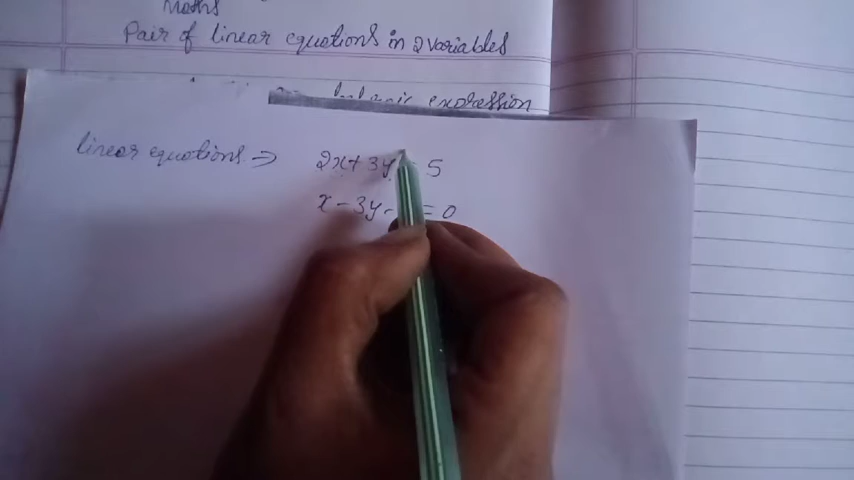 Maths
Pair of linear equations in 2 variables
expression
linear equations → 2x + 3y = 5
x - 3y - = 0